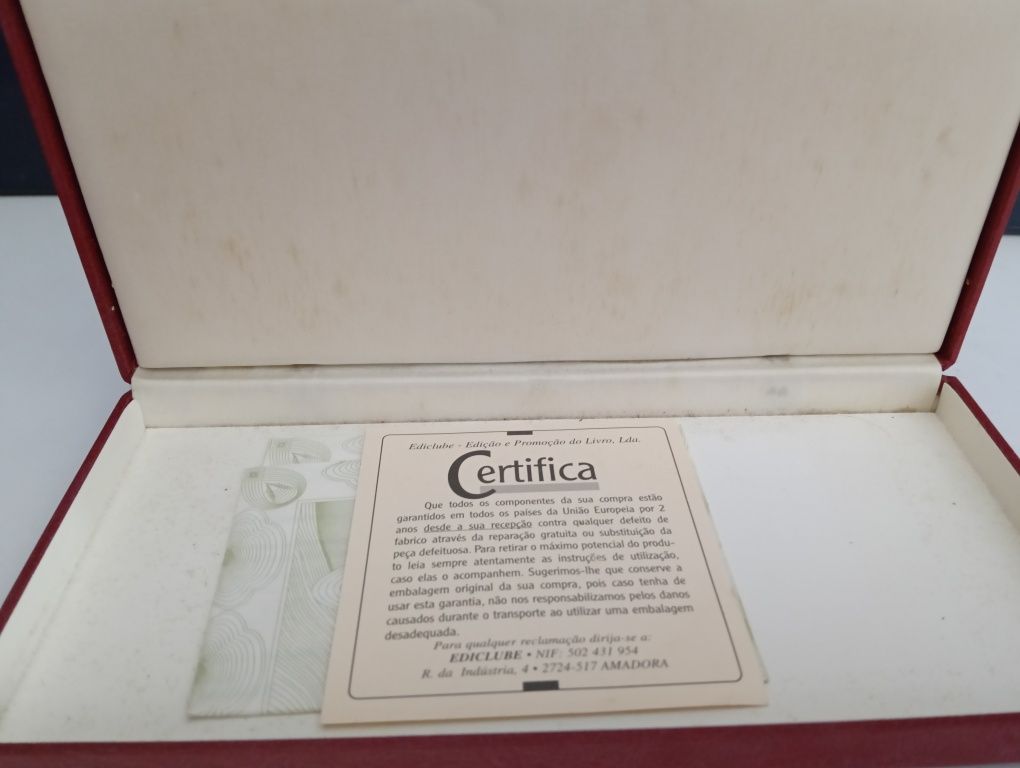 Ediclube - Edição e Promoção do Livro, Lda.
Certifica
Que todos os componentes da sua compra estão
garantidos em todos os países da União Europeia por 2
anos desde a sua recepção contra qualquer defeito de
fabrico através da reparação gratuita ou substituição da
peça defeituosa. Para retirar o máximo potencial do produ-
to leia sempre atentamente as instruções de utilização,
caso elas o acompanhem. Sugerimos-lhe que conserve a
embalagem original da sua compra, pois caso tenha de
usar esta garantia, não nos responsabilizamos pelos danos
causados durante o transporte ao utilizar uma embalagem
desadequada.
Para qualquer reclamação dirija-se a:
EDICLUBE • NIF: 502 431 954
R. da Indústria, 4 • 2724-517 AMADORA